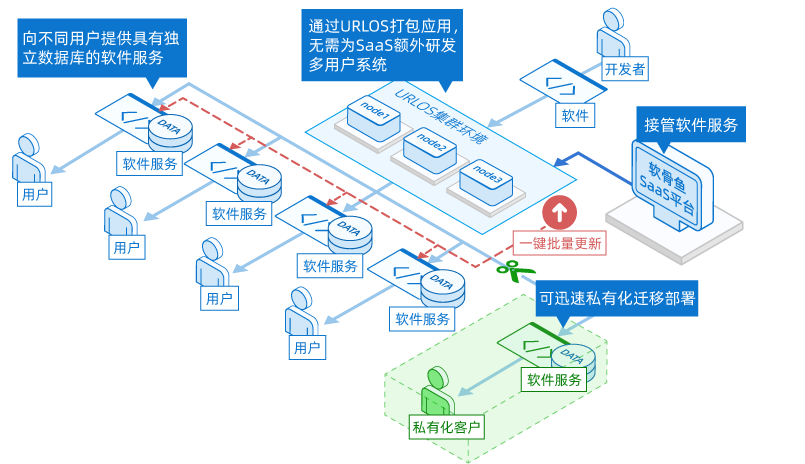 向不同用户提供具有独
立数据库的软件服务
通过URLOS打包应用，
无需为SaaS额外研发
多用户系统
开发者
</>
软件
接管软件服务
软骨鱼
SaaS平台
URLOS集群环境
node1
node2
node3
</>
DATA
软件服务
用户
</>
DATA
软件服务
用户
</>
DATA
软件服务
用户
</>
DATA
软件服务
用户
一键批量更新
可迅速私有化迁移部署
</>
DATA
软件服务
私有化客户